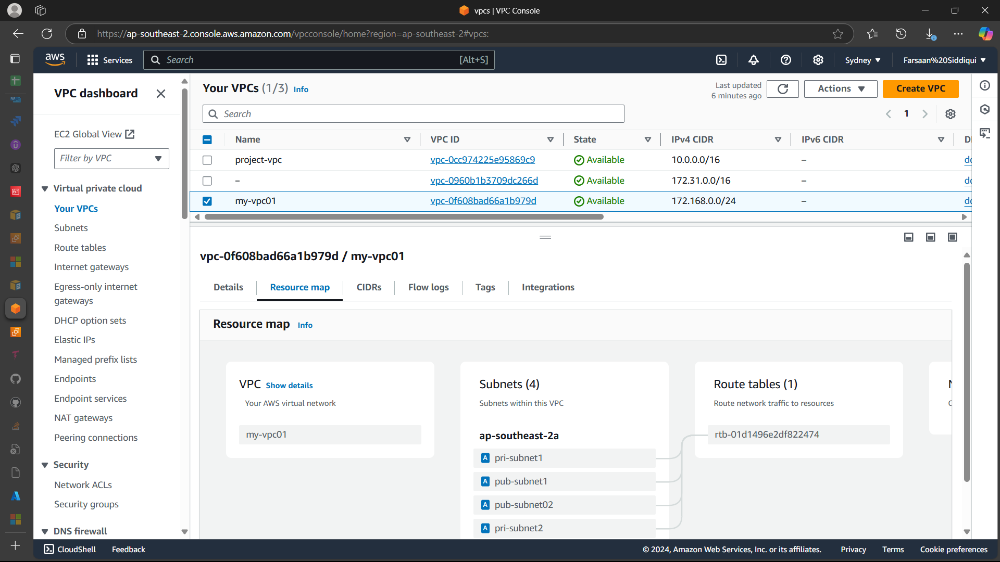 vpcs | VPC Console
https://ap-southeast-2.console.aws.amazon.com/vpcconsole/home?region=ap-southeast-2#vpcs:
aws
Services
Search
[Alt+S]
Sydney
Farsaan%20Siddiqui
VPC dashboard
EC2 Global View
Filter by VPC
Virtual private cloud
Your VPCs
Subnets
Route tables
Internet gateways
Egress-only internet
gateways
DHCP option sets
Elastic IPs
Managed prefix lists
Endpoints
Endpoint services
NAT gateways
Peering connections
Security
Network ACLs
Security groups
DNS firewall
Your VPCs (1/3) Info
Last updated
6 minutes ago
Actions
Create VPC
Search
1
Name VPC ID State IPv4 CIDR IPv6 CIDR D
project-vpc vpc-0cc974225e95869c9 Available 10.0.0.0/16 –
– vpc-0960b1b3709dc266d Available 172.31.0.0/16 –
my-vpc01 vpc-0f608bad66a1b979d Available 172.168.0.0/24 –
vpc-0f608bad66a1b979d / my-vpc01
Details Resource map CIDRs Flow logs Tags Integrations
Resource map Info
VPC Show details
Your AWS virtual network
my-vpc01
Subnets (4)
Subnets within this VPC
ap-southeast-2a
A pri-subnet1
A pub-subnet1
A pub-subnet02
A pri-subnet2
Route tables (1)
Route network traffic to resources
rtb-01d1496e2df822474
CloudShell
Feedback
© 2024, Amazon Web Services, Inc. or its affiliates.
Privacy
Terms
Cookie preferences